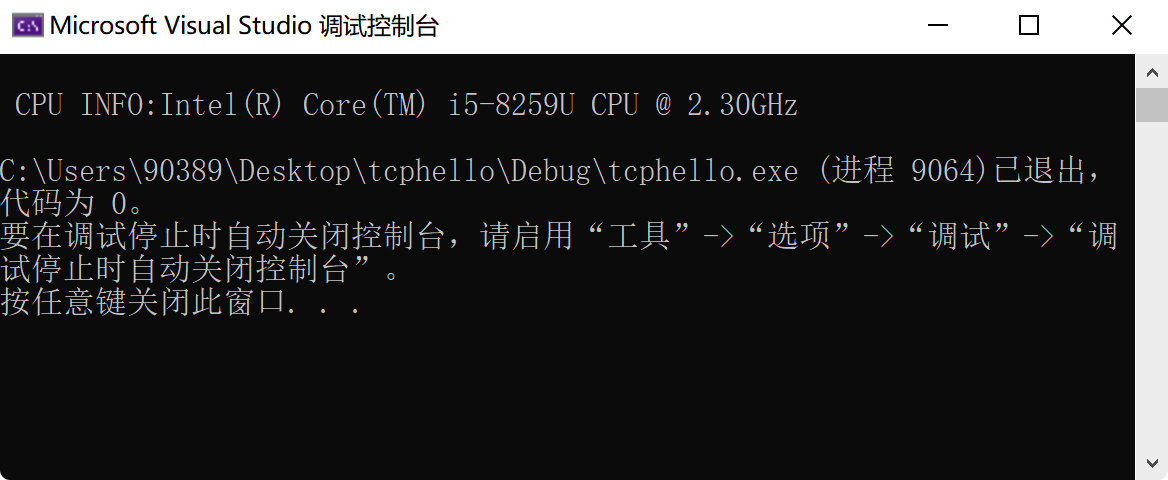 Microsoft Visual Studio 调试控制台
CPU INFO:Intel(R) Core(TM) i5-8259U CPU @ 2.30GHz
C:\Users\90389\Desktop\tcphello\Debug\tcphello.exe (进程 9064)已退出，
代码为 0。
要在调试停止时自动关闭控制台，请启用“工具”->“选项”->“调试”->“调
试停止时自动关闭控制台”。
按任意键关闭此窗口. . .